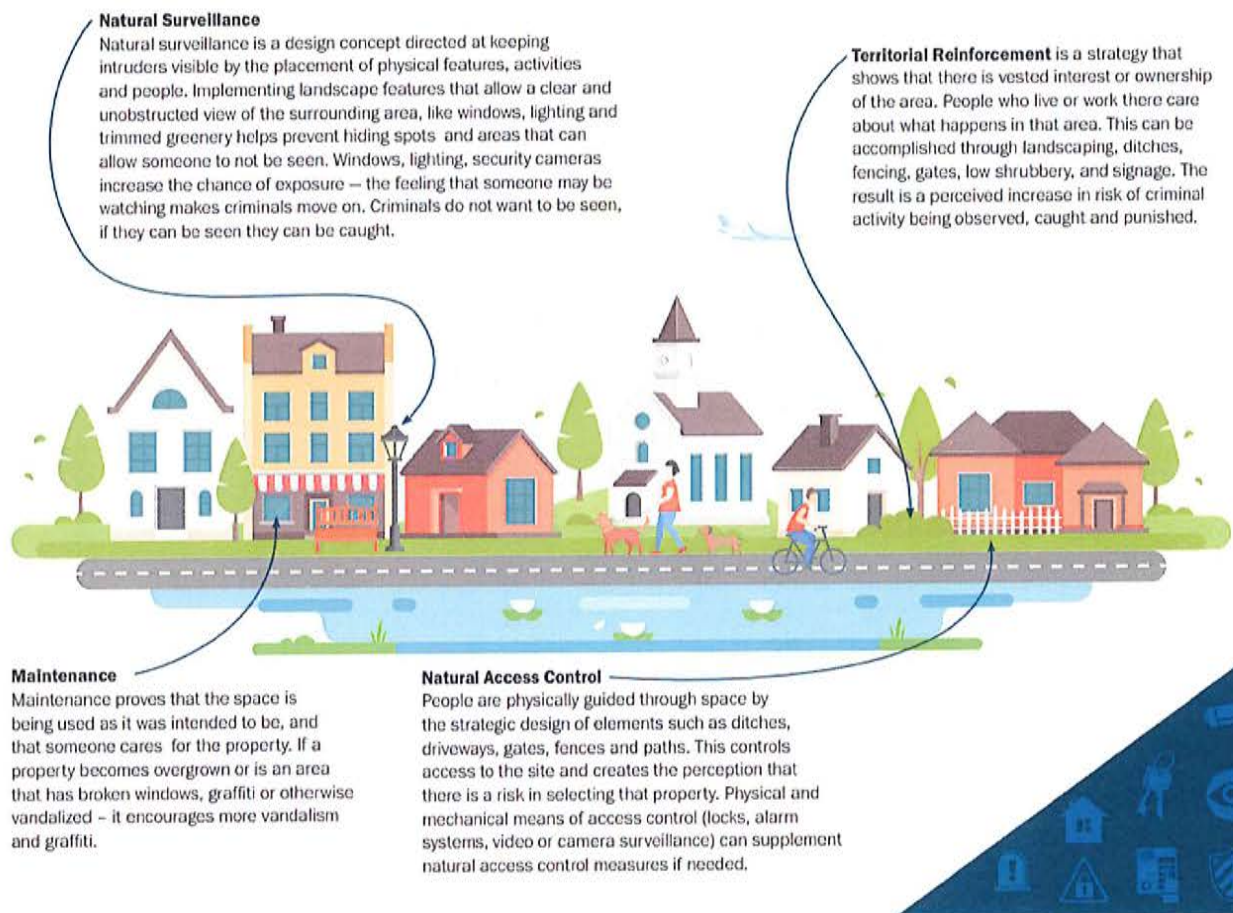 Natural Surveillance
Natural surveillance is a design concept directed at keeping
intruders visible by the placement of physical features, activities
and people. Implementing landscape features that allow a clear and
unobstructed view of the surrounding area, like windows, lighting and
trimmed greenery helps prevent hiding spots and areas that can
allow someone to not be seen. Windows, lighting, security cameras
increase the chance of exposure – the feeling that someone may be
watching makes criminals move on. Criminals do not want to be seen,
if they can be seen they can be caught.
Territorial Reinforcement is a strategy that
shows that there is vested interest or ownership
of the area. People who live or work there care
about what happens in that area. This can be
accomplished through landscaping, ditches,
fencing, gates, low shrubbery, and signage. The
result is a perceived increase in risk of criminal
activity being observed, caught and punished.
Maintenance
Maintenance proves that the space is
being used as it was intended to be, and
that someone cares for the property. If a
property becomes overgrown or is an area
that has broken windows, graffiti or otherwise
vandalized – it encourages more vandalism
and graffiti.
Natural Access Control
People are physically guided through space by
the strategic design of elements such as ditches,
driveways, gates, fences and paths. This controls
access to the site and creates the perception that
there is a risk in selecting that property. Physical and
mechanical means of access control (locks, alarm
systems, video or camera surveillance) can supplement
natural access control measures if needed.